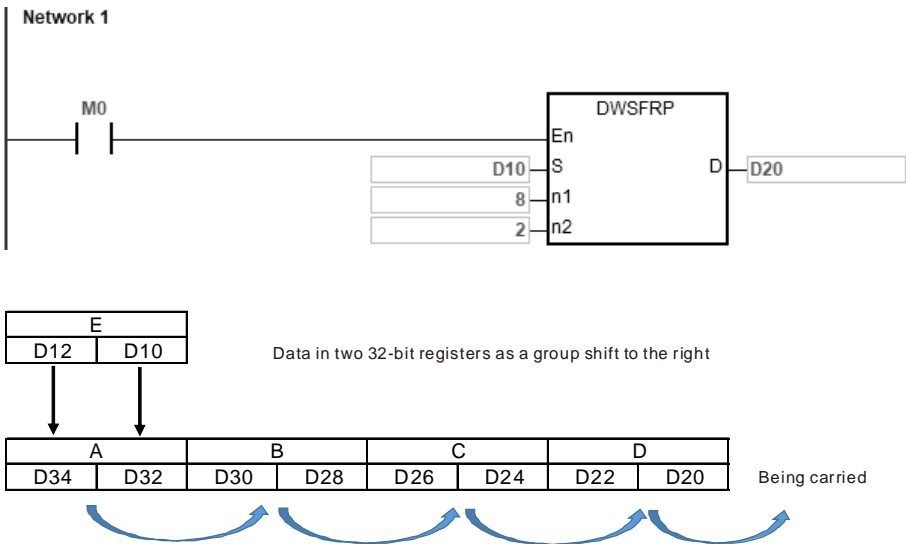 Network 1
M0
DWSFRP
En
D10 S D D20
8 n1
2 n2
E
D12 D10
Data in two 32-bit registers as a group shift to the right
A B C D
D34 D32 D30 D28 D26 D24 D22 D20 Being carried